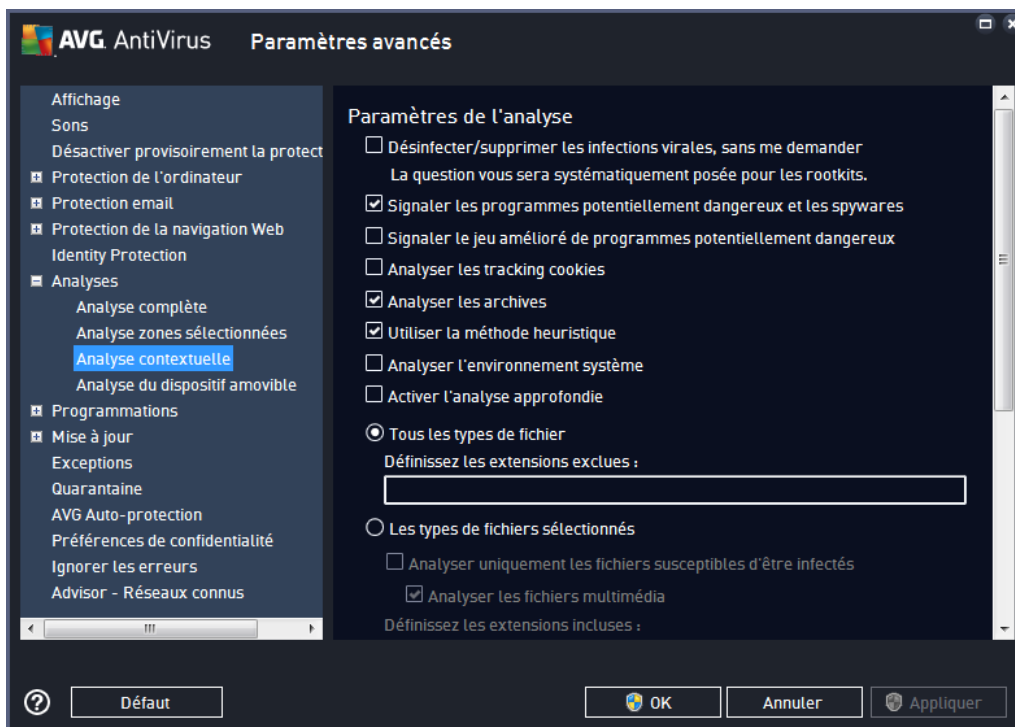 AVG. AntiVirus Paramètres avancés
Affichage
Sons
Désactiver provisoirement la protect
Protection de l'ordinateur
Protection email
Protection de la navigation Web
Identity Protection
Analyses
Analyse complète
Analyse zones sélectionnées
Analyse contextuelle
Analyse du dispositif amovible
Programmations
Mise à jour
Exceptions
Quarantaine
AVG Auto-protection
Préférences de confidentialité
Ignorer les erreurs
Advisor - Réseaux connus
Paramètres de l'analyse
Désinfecter/supprimer les infections virales, sans me demander
La question vous sera systématiquement posée pour les rootkits.
Signaler les programmes potentiellement dangereux et les spywares
Signaler le jeu amélioré de programmes potentiellement dangereux
Analyser les tracking cookies
Analyser les archives
Utiliser la méthode heuristique
Analyser l'environnement système
Activer l'analyse approfondie
Tous les types de fichier
Définissez les extensions exclues :
Les types de fichiers sélectionnés
Analyser uniquement les fichiers susceptibles d'être infectés
Analyser les fichiers multimédia
Définissez les extensions incluses :
? Défaut OK Annuler Appliquer